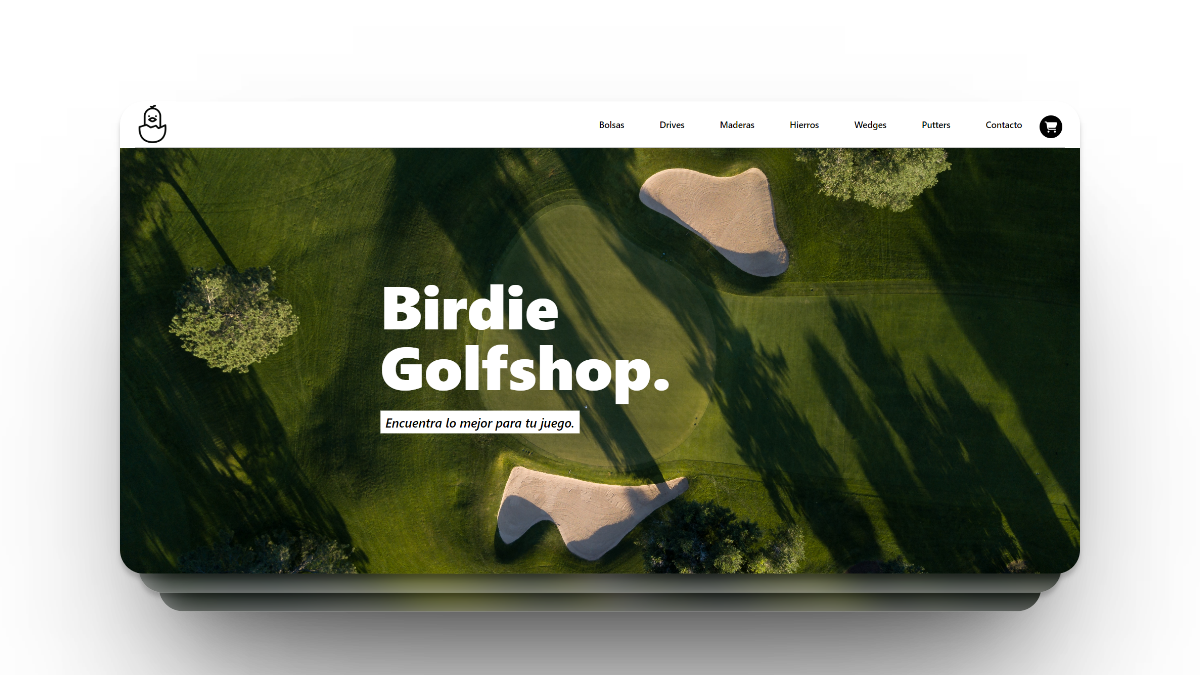 Bolsas Drives Maderas Hierros Wedges Putters Contacto
Birdie
Golfshop.
Encuentra lo mejor para tu juego.